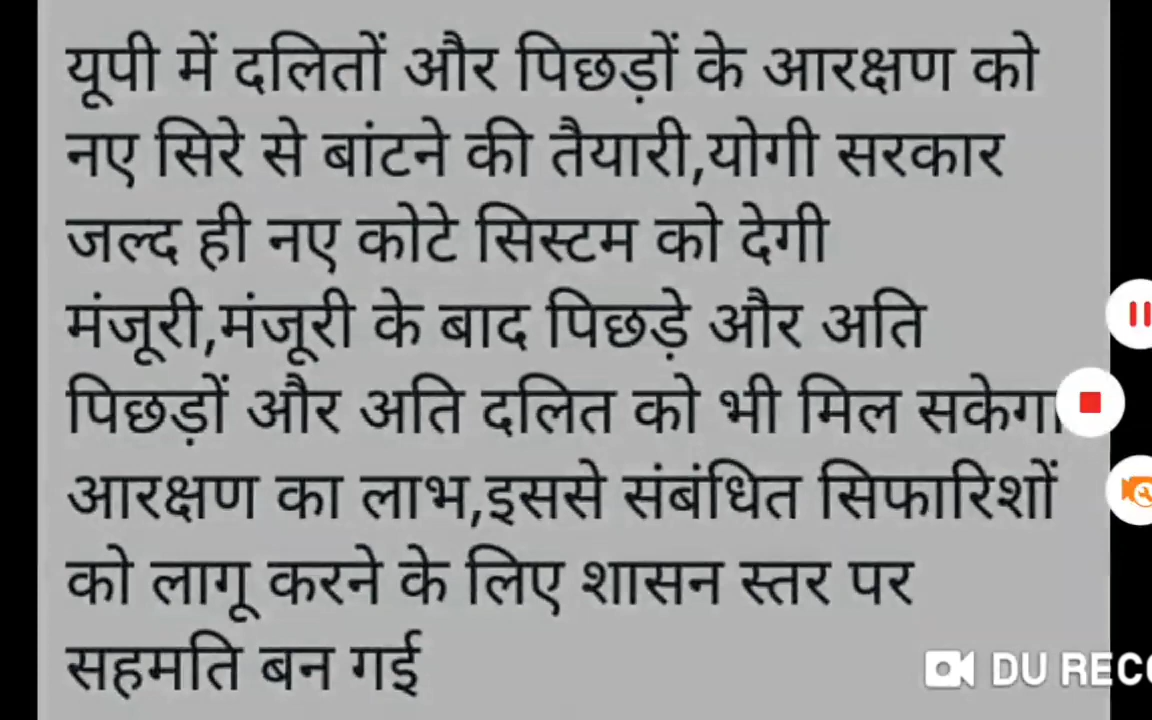 यूपी में दलितों और पिछड़ों के आरक्षण को
नए सिरे से बांटने की तैयारी,योगी सरकार
जल्द ही नए कोटे सिस्टम को देगी
मंजूरी,मंजूरी के बाद पिछड़े और अति
पिछड़ों और अति दलित को भी मिल सकेगा
आरक्षण का लाभ,इससे संबंधित सिफारिशों
को लागू करने के लिए शासन स्तर पर
सहमति बन गई
DU REC